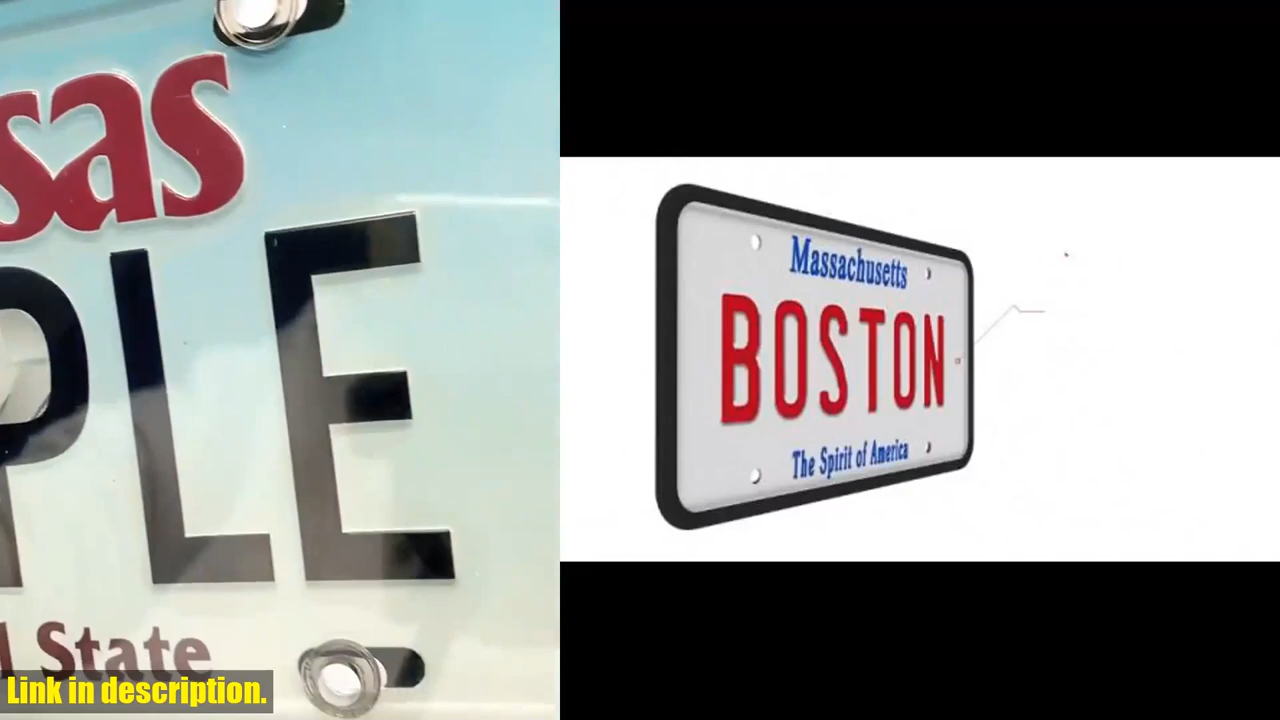 sas
PLE
l State
Link in description.
Massachusetts
BOSTON
The Spirit of America